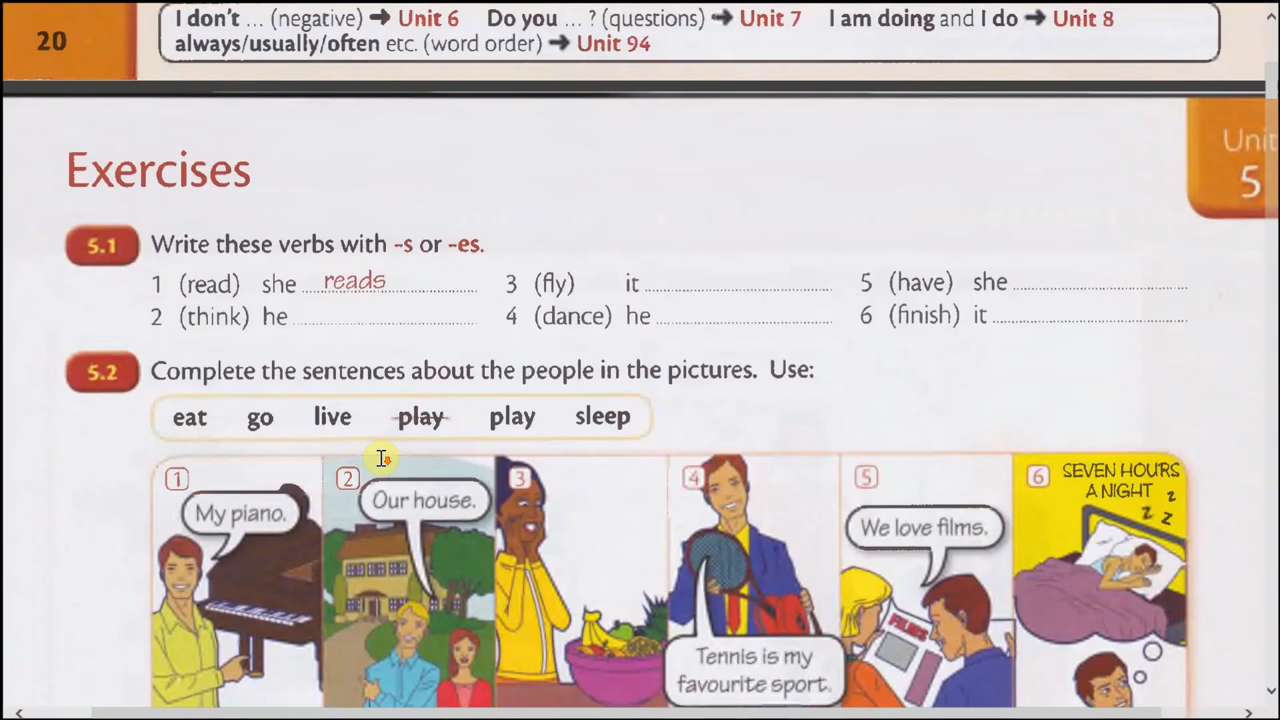 20
I don't ... (negative) ➜ Unit 6 Do you ... ? (questions) ➜ Unit 7 I am doing and I do ➜ Unit 8
always/usually/often etc. (word order) ➜ Unit 94
Unit
5
Exercises
5.1 Write these verbs with -s or -es.
1 (read) she reads 3 (fly) it 5 (have) she
2 (think) he 4 (dance) he 6 (finish) it
5.2 Complete the sentences about the people in the pictures. Use:
eat go live play play sleep
1
My piano.
2
Our house.
3
4
Tennis is my
favourite sport.
5
We love films.
FILMS
6
SEVEN HOURS
A NIGHT
z
z z